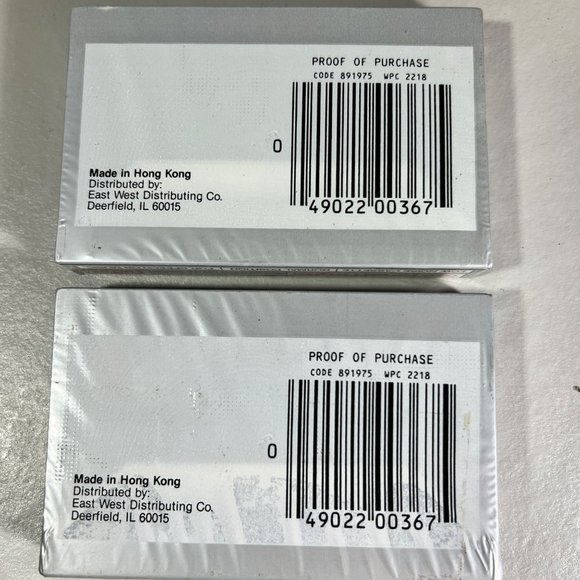 PROOF OF PURCHASE
CODE 891975 WPC 2218
0
Made in Hong Kong
Distributed by:
East West Distributing Co.
Deerfield, IL 60015
49022 00367
PROOF OF PURCHASE
CODE 891975 WPC 2218
0
Made in Hong Kong
Distributed by:
East West Distributing Co.
Deerfield, IL 60015
49022 00367